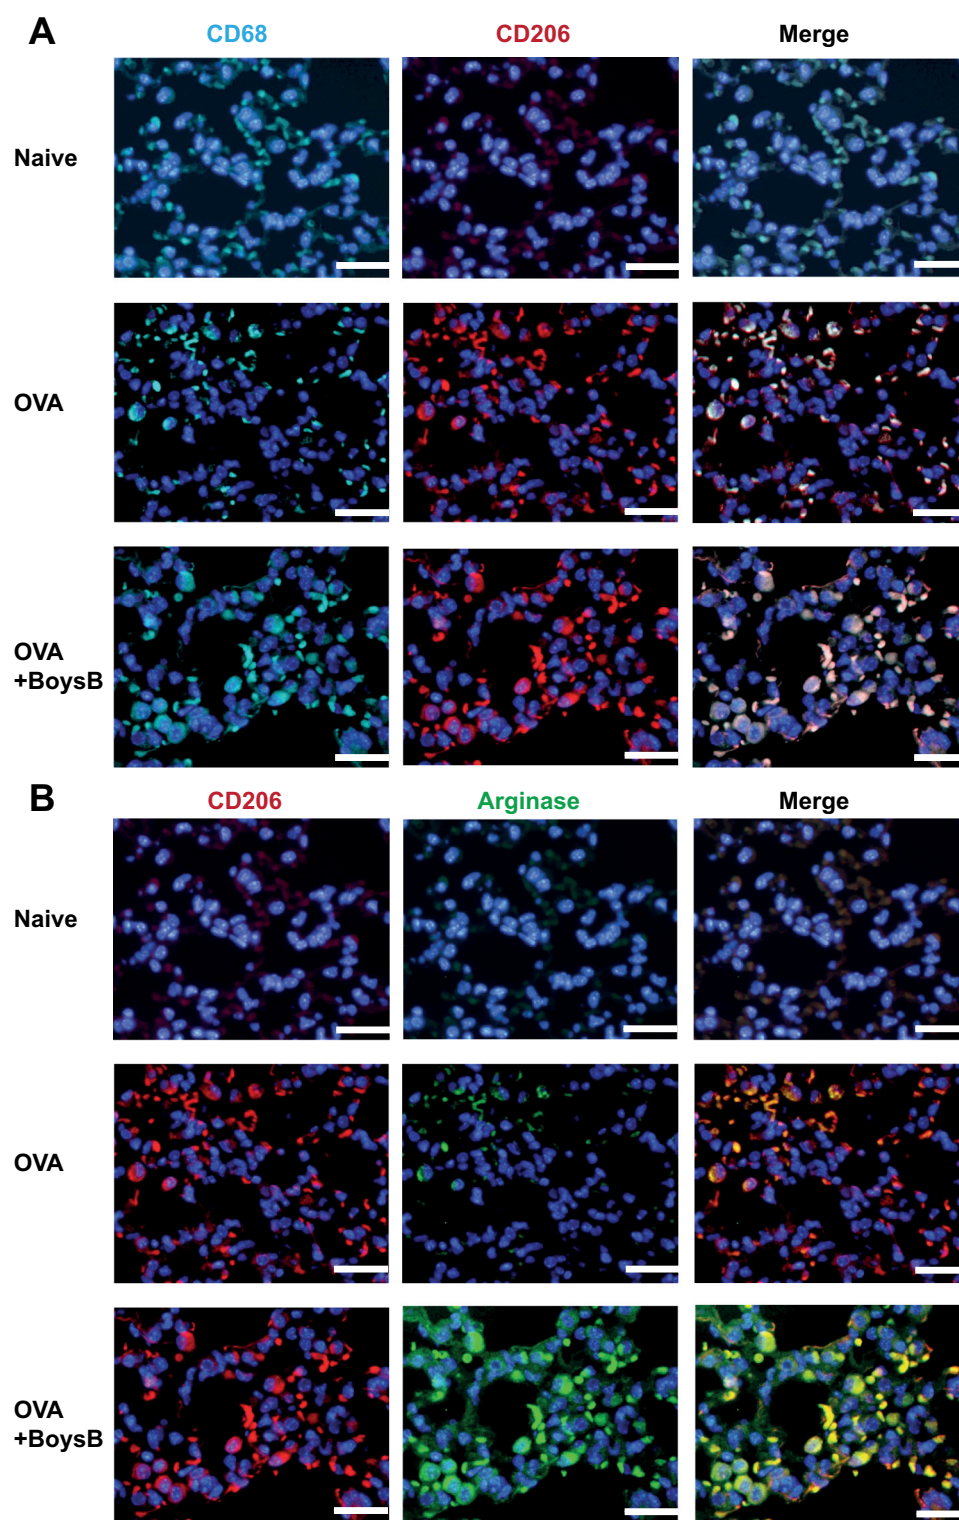 A
CD68 CD206 Merge
Naive
OVA
OVA
+BoysB
B
CD206 Arginase Merge
Naive
OVA
OVA
+BoysB